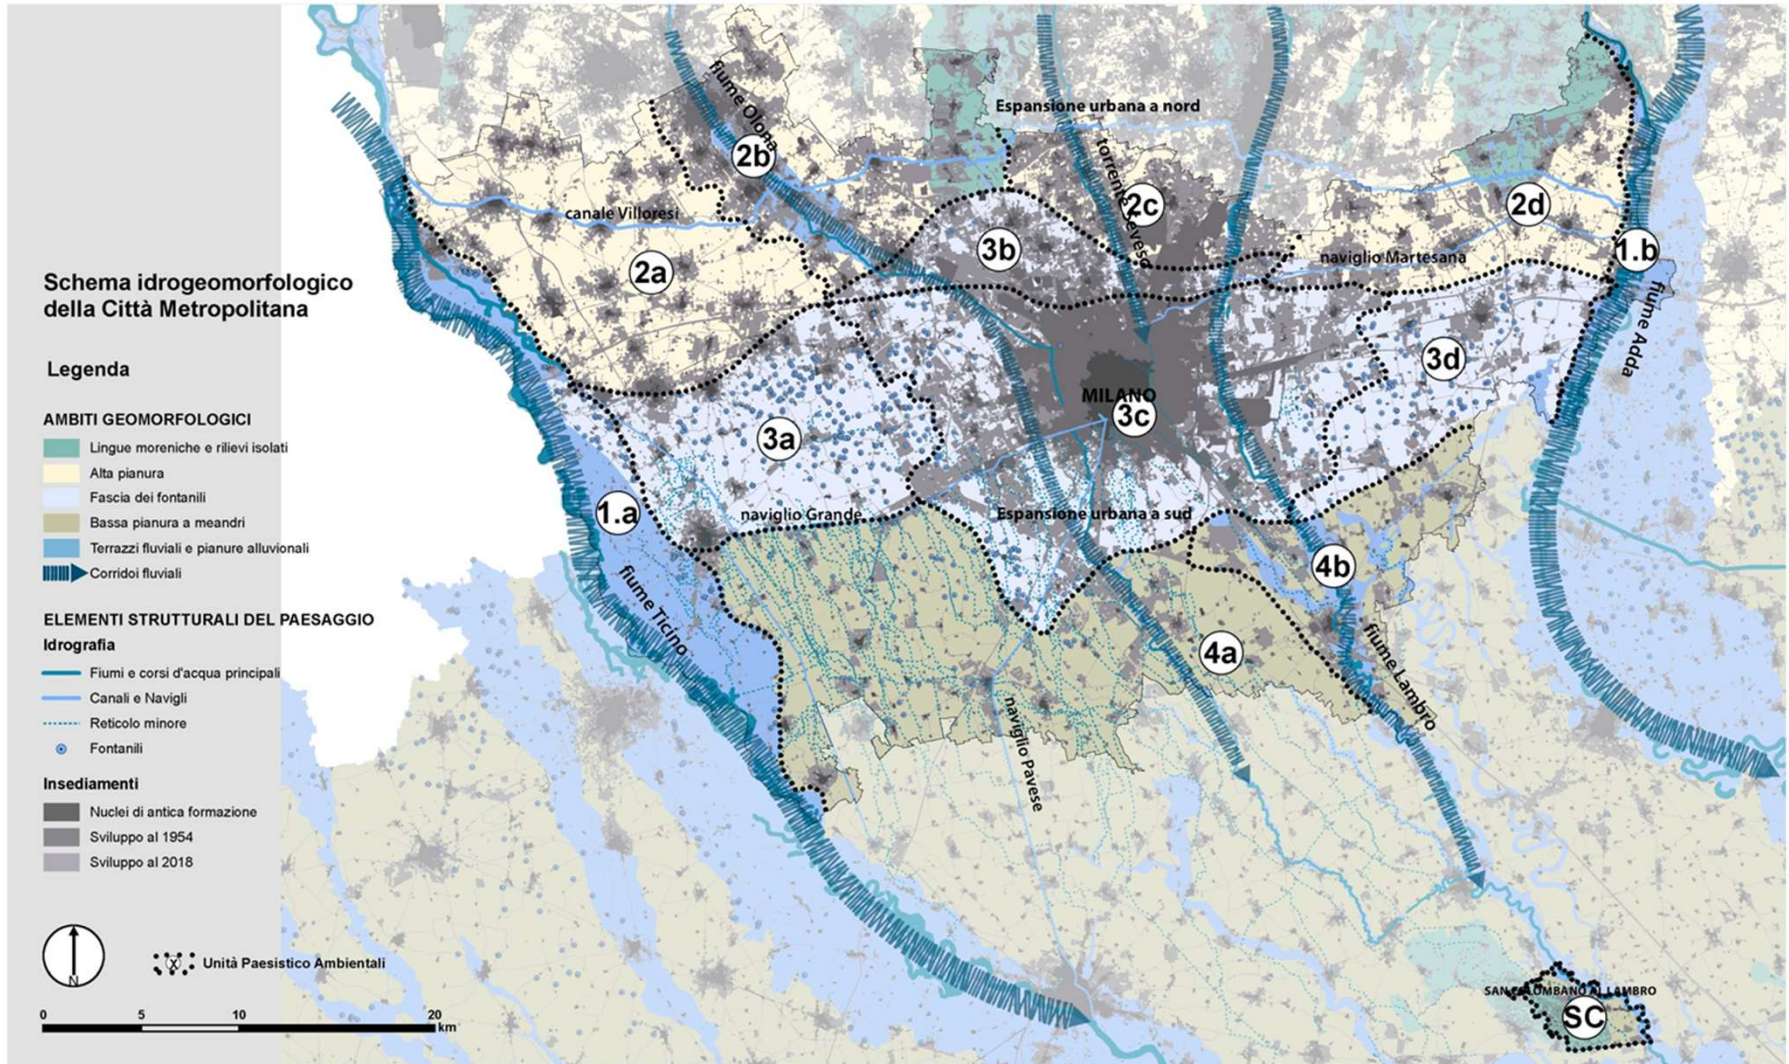 Schema idrogeomorfologico
della Città Metropolitana
Legenda
AMBITI GEOMORFOLOGICI
Lingue moreniche e rilievi isolati
Alta pianura
Fascia dei fontanili
Bassa pianura a meandri
Terrazzi fluviali e pianure alluvionali
Corridoi fluviali
ELEMENTI STRUTTURALI DEL PAESAGGIO
Idrografia
Fiumi e corsi d'acqua principali
Canali e Navigli
Reticolo minore
Fontanili
Insediamenti
Nuclei di antica formazione
Sviluppo al 1954
Sviluppo al 2018
N
x
Unità Paesistico Ambientali
0
5
10
20
km
fiume Olona
Espansione urbana a nord
2b
torrente Seveso
2c
2d
canale Villoresi
3b
naviglio Martesana
1.b
2a
fiume Adda
3d
MILANO
3c
3a
1.a
naviglio Grande
Espansione urbana a sud
4b
fiume Ticino
4a
fiume Lambro
naviglio Pavese
SAN COLOMBANO AL LAMBRO
SC